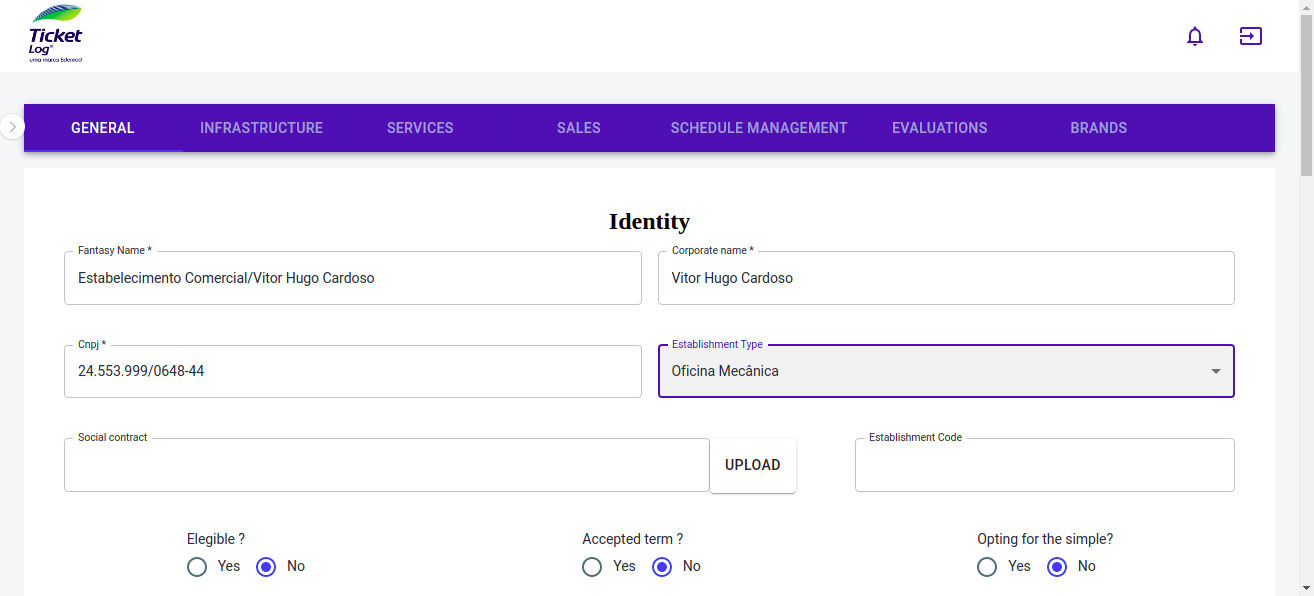 Ticket
Log®
uma marca Edenred
GENERAL INFRASTRUCTURE SERVICES SALES SCHEDULE MANAGEMENT EVALUATIONS BRANDS
Identity
Fantasy Name * Corporate name *
Estabelecimento Comercial/Vitor Hugo Cardoso Vitor Hugo Cardoso
Cnpj * Establishment Type
24.553.999/0648-44 Oficina Mecânica
Social contract Establishment Code
UPLOAD
Elegible ? Accepted term ? Opting for the simple?
Yes No Yes No Yes No